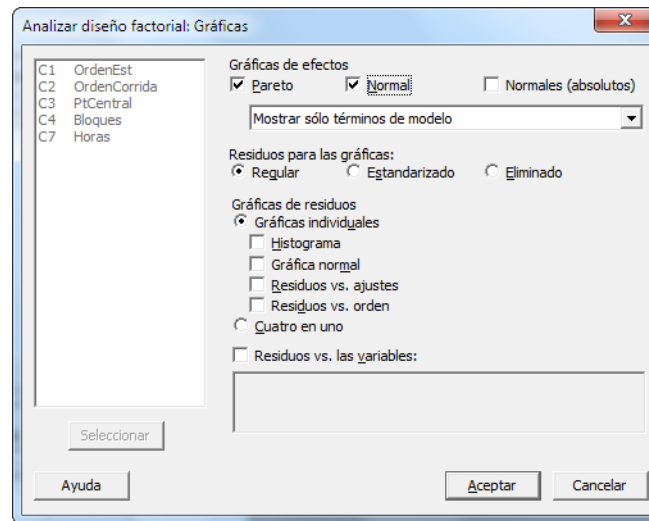 Analizar diseño factorial: Gráficas
C1 OrdenEst
C2 OrdenCorrida
C3 PtCentral
C4 Bloques
C7 Horas
Gráficas de efectos
Pareto Normal Normales (absolutos)
Mostrar sólo términos de modelo
Residuos para las gráficas:
Regular Estandarizado Eliminado
Gráficas de residuos
Gráficas individuales
Histograma
Gráfica normal
Residuos vs. ajustes
Residuos vs. orden
Cuatro en uno
Residuos vs. las variables:
Seleccionar
Ayuda Aceptar Cancelar